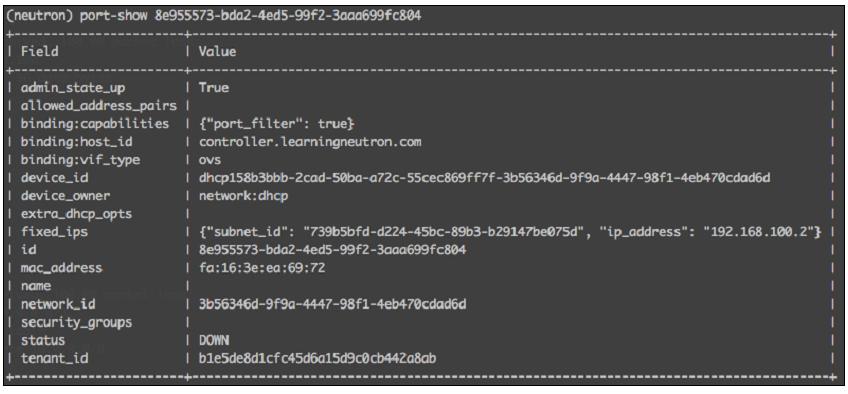 (neutron) port-show 8e955573-bda2-4ed5-99f2-3aaa699fc804
+-----------------------+---------------------------------------------------------------------------------+
| Field | Value |
+-----------------------+---------------------------------------------------------------------------------+
| admin_state_up | True |
| allowed_address_pairs | |
| binding:capabilities | {"port_filter": true} |
| binding:host_id | controller.learningneutron.com |
| binding:vif_type | ovs |
| device_id | dhcp158b3bbb-2cad-50ba-a72c-55cec869ff7f-3b56346d-9f9a-4447-98f1-4eb470cdad6d |
| device_owner | network:dhcp |
| extra_dhcp_opts | |
| fixed_ips | {"subnet_id": "739b5bfd-d224-45bc-89b3-b29147be075d", "ip_address": "192.168.100.2"} |
| id | 8e955573-bda2-4ed5-99f2-3aaa699fc804 |
| mac_address | fa:16:3e:ea:69:72 |
| name | |
| network_id | 3b56346d-9f9a-4447-98f1-4eb470cdad6d |
| security_groups | |
| status | DOWN |
| tenant_id | b1e5de8d1cfc45d6a15d9c0cb442a8ab |
+-----------------------+---------------------------------------------------------------------------------+